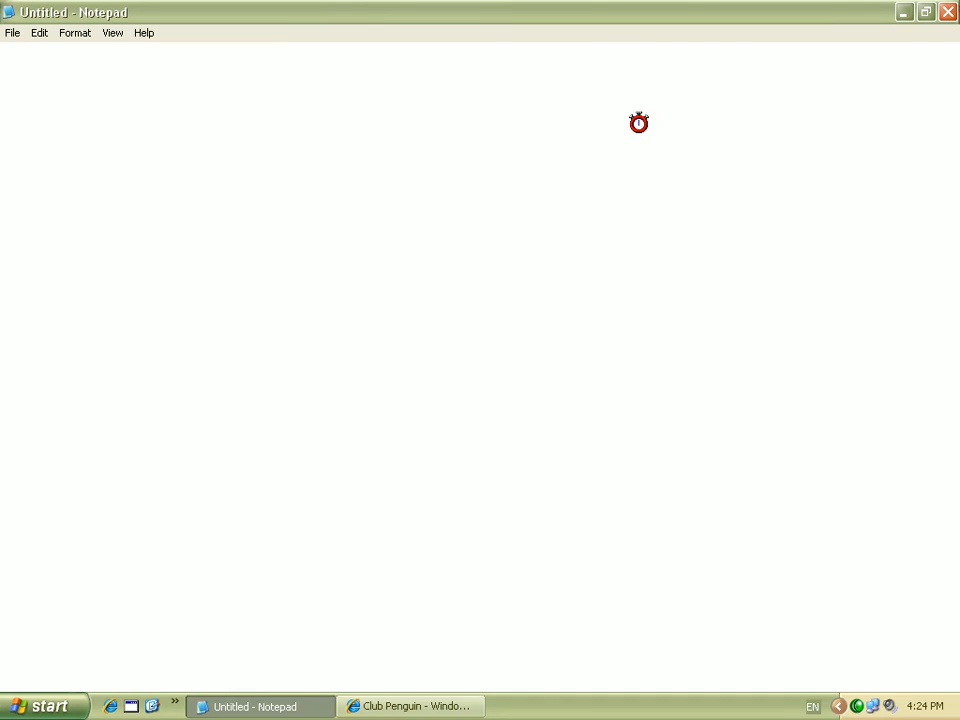 Untitled - Notepad
File Edit Format View Help
start » Untitled - Notepad Club Penguin - Windo... EN 4:24 PM